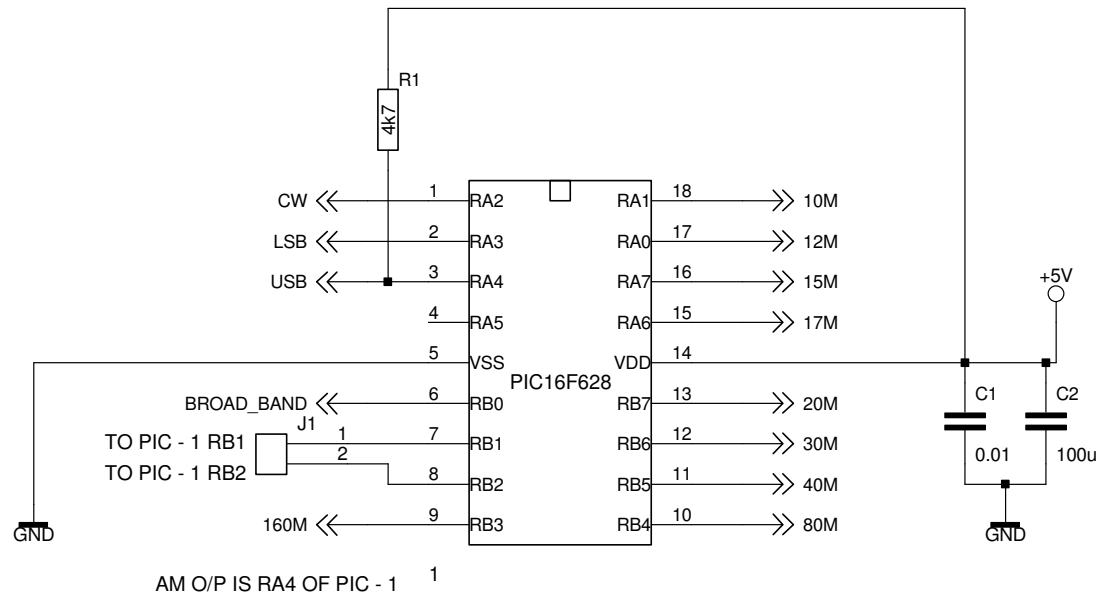 R1
4k7
CW 1 RA2 RA1 18 10M
LSB 2 RA3 RA0 17 12M
USB 3 RA4 RA7 16 15M
+5V
4 RA5 RA6 15 17M
5 VSS VDD 14
PIC16F628
C1 C2
BROAD_BAND 6 RB0 RB7 13 20M
J1
TO PIC - 1 RB1 1 7 RB1 RB6 12 30M
0.01 100u
TO PIC - 1 RB2 2 8 RB2 RB5 11 40M
160M 9 RB3 RB4 10 80M
GND GND
AM O/P IS RA4 OF PIC - 1 1